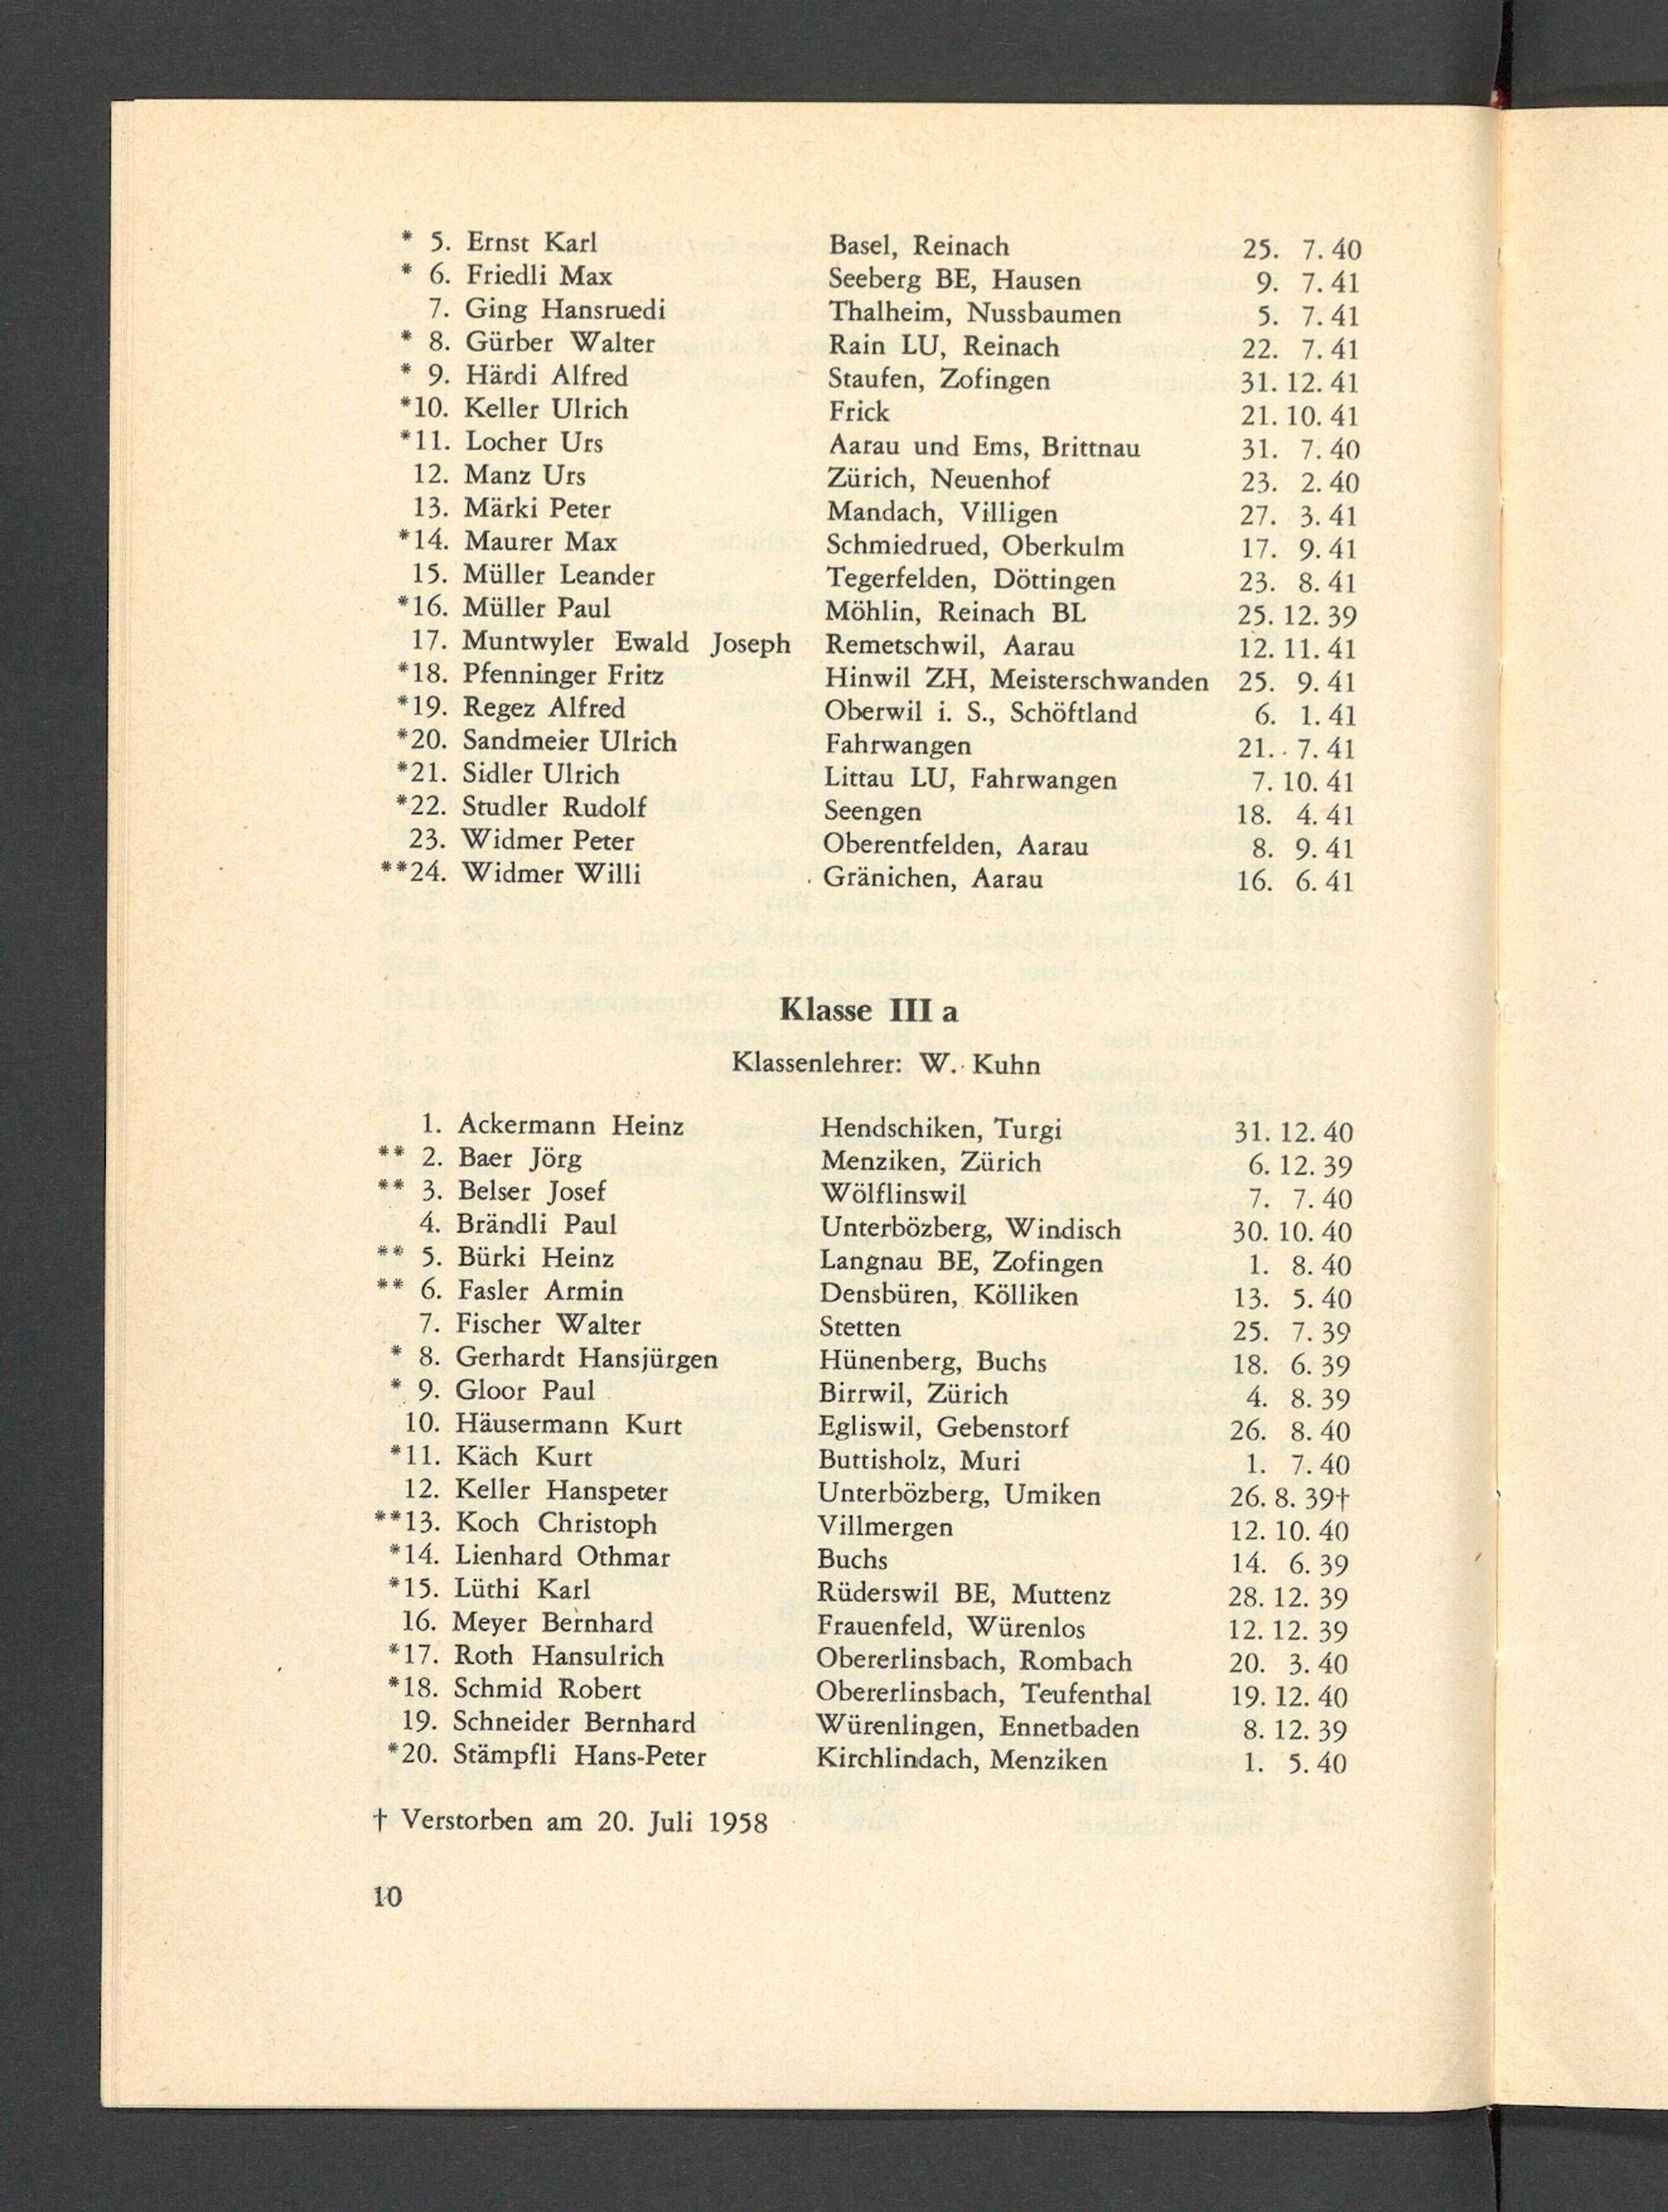 * 5. Ernst Karl Basel, Reinach 25. 7. 40
* 6. Friedli Max Seeberg BE, Hausen 9. 7. 41
7. Ging Hansruedi Thalheim, Nussbaumen 5. 7. 41
* 8. Gürber Walter Rain LU, Reinach 22. 7. 41
* 9. Härdi Alfred Staufen, Zofingen 31. 12. 41
*10. Keller Ulrich Frick 21. 10. 41
*11. Locher Urs Aarau und Ems, Brittnau 31. 7. 40
12. Manz Urs Zürich, Neuenhof 23. 2. 40
13. Märki Peter Mandach, Villigen 27. 3. 41
*14. Maurer Max Schmiedrued, Oberkulm 17. 9. 41
15. Müller Leander Tegerfelden, Döttingen 23. 8. 41
*16. Müller Paul Möhlin, Reinach BL 25. 12. 39
17. Muntwyler Ewald Joseph Remetschwil, Aarau 12. 11. 41
*18. Pfenninger Fritz Hinwil ZH, Meisterschwanden 25. 9. 41
*19. Regez Alfred Oberwil i. S., Schöftland 6. 1. 41
*20. Sandmeier Ulrich Fahrwangen 21. 7. 41
*21. Sidler Ulrich Littau LU, Fahrwangen 7. 10. 41
*22. Studler Rudolf Seengen 18. 4. 41
23. Widmer Peter Oberentfelden, Aarau 8. 9. 41
**24. Widmer Willi Gränichen, Aarau 16. 6. 41
Klasse III a
Klassenlehrer: W. Kuhn
1. Ackermann Heinz Hendschiken, Turgi 31. 12. 40
** 2. Baer Jörg Menziken, Zürich 6. 12. 39
** 3. Belser Josef Wölflinswil 7. 7. 40
4. Brändli Paul Unterbözberg, Windisch 30. 10. 40
** 5. Bürki Heinz Langnau BE, Zofingen 1. 8. 40
** 6. Fasler Armin Densbüren, Kölliken 13. 5. 40
7. Fischer Walter Stetten 25. 7. 39
* 8. Gerhardt Hansjürgen Hünenberg, Buchs 18. 6. 39
* 9. Gloor Paul Birrwil, Zürich 4. 8. 39
10. Häusermann Kurt Egliswil, Gebenstorf 26. 8. 40
*11. Käch Kurt Buttisholz, Muri 1. 7. 40
12. Keller Hanspeter Unterbözberg, Umiken 26. 8. 39†
**13. Koch Christoph Villmergen 12. 10. 40
*14. Lienhard Othmar Buchs 14. 6. 39
*15. Lüthi Karl Rüderswil BE, Muttenz 28. 12. 39
16. Meyer Bernhard Frauenfeld, Würenlos 12. 12. 39
*17. Roth Hansulrich Obererlinsbach, Rombach 20. 3. 40
*18. Schmid Robert Obererlinsbach, Teufenthal 19. 12. 40
19. Schneider Bernhard Würenlingen, Ennetbaden 8. 12. 39
*20. Stämpfli Hans-Peter Kirchlindach, Menziken 1. 5. 40
† Verstorben am 20. Juli 1958
10